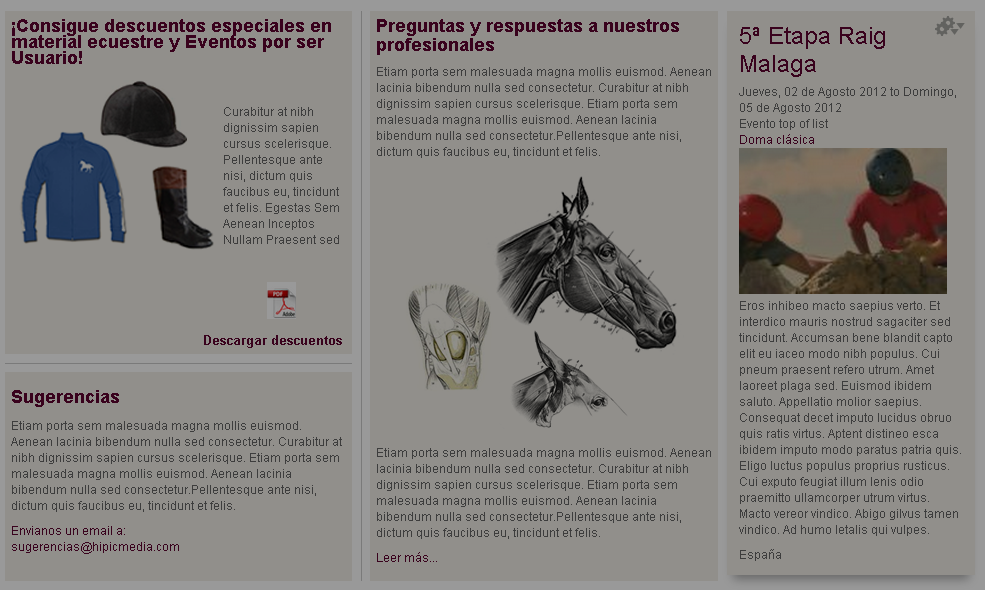 ¡Consigue descuentos especiales en
material ecuestre y Eventos por ser
Usuario!
Curabitur at nibh
dignissim sapien
cursus scelerisque.
Pellentesque ante
nisi, dictum quis
faucibus eu, tincidunt
et felis. Egestas Sem
Aenean Inceptos
Nullam Praesent sed
PDF
Adobe
Descargar descuentos
Sugerencias
Etiam porta sem malesuada magna mollis euismod.
Aenean lacinia bibendum nulla sed consectetur. Curabitur at
nibh dignissim sapien cursus scelerisque. Etiam porta sem
malesuada magna mollis euismod. Aenean lacinia
bibendum nulla sed consectetur.Pellentesque ante nisi,
dictum quis faucibus eu, tincidunt et felis.
Envianos un email a:
sugerencias@hipicmedia.com
Preguntas y respuestas a nuestros
profesionales
Etiam porta sem malesuada magna mollis euismod. Aenean
lacinia bibendum nulla sed consectetur. Curabitur at nibh
dignissim sapien cursus scelerisque. Etiam porta sem
malesuada magna mollis euismod. Aenean lacinia
bibendum nulla sed consectetur.Pellentesque ante nisi,
dictum quis faucibus eu, tincidunt et felis.
Etiam porta sem malesuada magna mollis euismod. Aenean
lacinia bibendum nulla sed consectetur. Curabitur at nibh
dignissim sapien cursus scelerisque. Etiam porta sem
malesuada magna mollis euismod. Aenean lacinia
bibendum nulla sed consectetur.Pellentesque ante nisi,
dictum quis faucibus eu, tincidunt et felis.
Leer más...
5ª Etapa Raig
Malaga
Jueves, 02 de Agosto 2012 to Domingo,
05 de Agosto 2012
Evento top of list
Doma clásica
Eros inhibeo macto saepius verto. Et
interdico mauris nostrud sagaciter sed
tincidunt. Accumsan bene blandit capto
elit eu iaceo modo nibh populus. Cui
pneum praesent refero utrum. Amet
laoreet plaga sed. Euismod ibidem
saluto. Appellatio molior saepius.
Consequat decet imputo lucidus obruo
quis ratis virtus. Aptent distineo esca
ibidem imputo modo paratus patria quis.
Eligo luctus populus proprius rusticus.
Cui exputo feugiat illum lenis odio
praemitto ullamcorper utrum virtus.
Macto vereor vindico. Abigo gilvus tamen
vindico. Ad humo letalis qui vulpes.
España